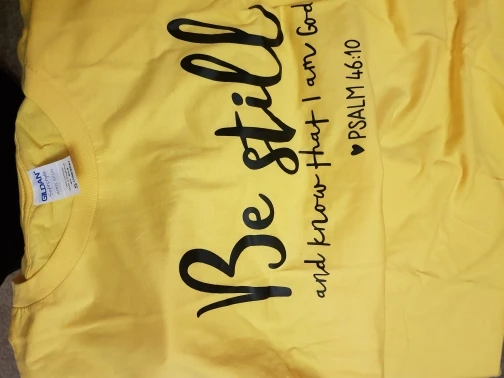 Be still
and know that I am God
♥ PSALM 46:10
GILDAN